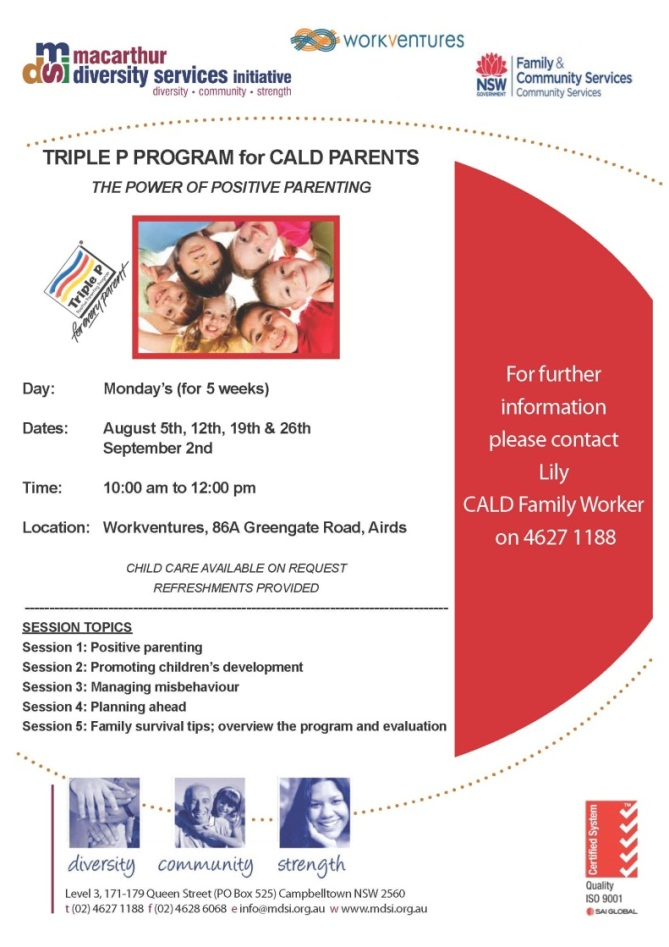 mdsi macarthur
diversity services initiative
diversity • community • strength
WORKVENTURES
NSW
GOVERNMENT
Family &
Community Services
Community Services
TRIPLE P PROGRAM for CALD PARENTS
THE POWER OF POSITIVE PARENTING
Triple P
for every parent
Day: Monday's (for 5 weeks)
Dates: August 5th, 12th, 19th & 26th
September 2nd
Time: 10:00 am to 12:00 pm
Location: Workventures, 86A Greengate Road, Airds
CHILD CARE AVAILABLE ON REQUEST
REFRESHMENTS PROVIDED
For further
information
please contact
Lily
CALD Family Worker
on 4627 1188
SESSION TOPICS
Session 1: Positive parenting
Session 2: Promoting children's development
Session 3: Managing misbehaviour
Session 4: Planning ahead
Session 5: Family survival tips; overview the program and evaluation
diversity community strength
Level 3, 171-179 Queen Street (PO Box 525) Campbelltown NSW 2560
t (02) 4627 1188 f (02) 4628 6068 e info@mdsi.org.au w www.mdsi.org.au
Certified System
TM
Quality
ISO 9001
SAI GLOBAL